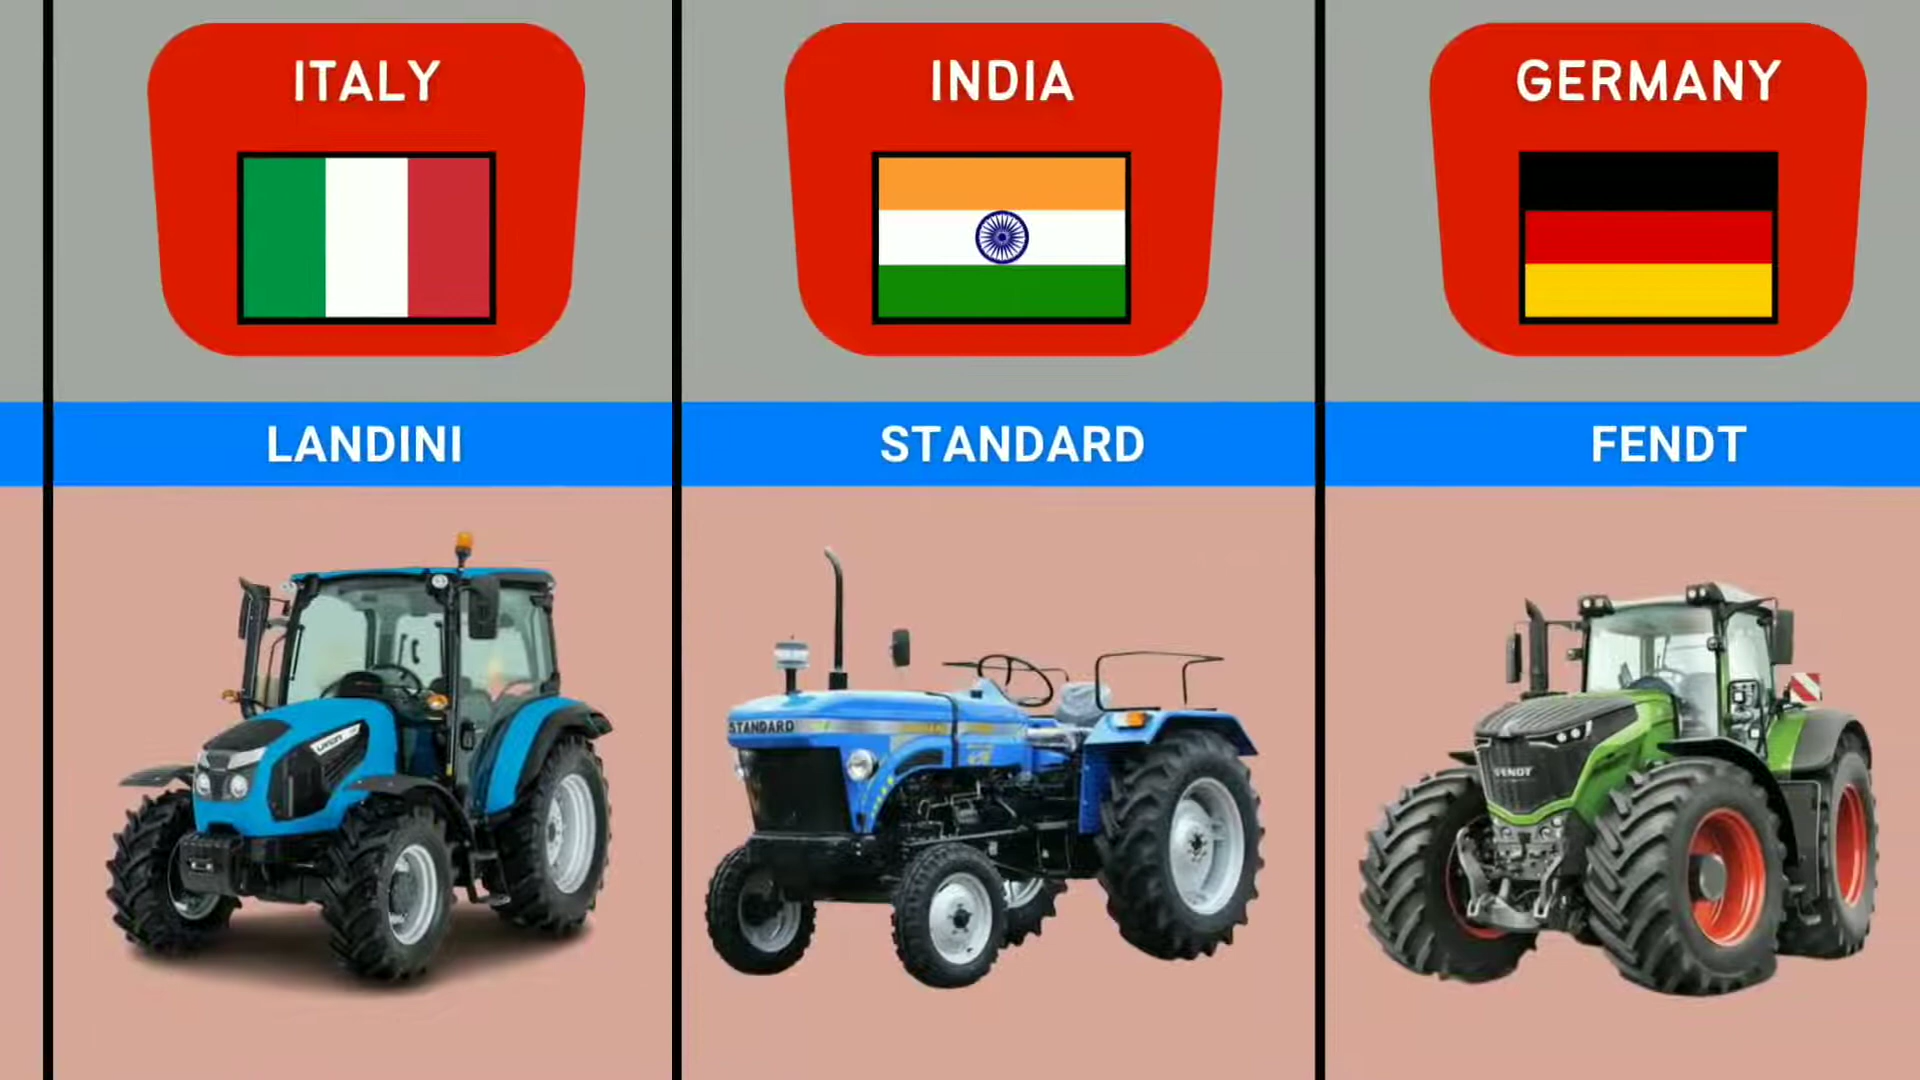 ITALY
INDIA
GERMANY
LANDINI
STANDARD
FENDT
STANDARD
FENDT